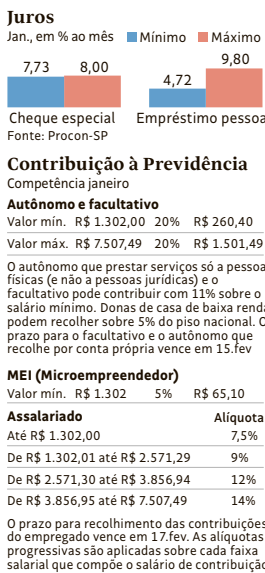 Juros
Jan., em % ao mês Mínimo Máximo
7,73 8,00 4,72 9,80
Cheque especial Empréstimo pessoa
Fonte: Procon-SP
Contribuição à Previdência
Competência janeiro
Autônomo e facultativo
Valor mín. R$ 1.302,00 20% R$ 260,40
Valor máx. R$ 7.507,49 20% R$ 1.501,49
O autônomo que prestar serviços só a pessoa
físicas (e não a pessoas jurídicas) e o
facultativo pode contribuir com 11% sobre o
salário mínimo. Donas de casa de baixa renda
podem recolher sobre 5% do piso nacional. O
prazo para o facultativo e o autônomo que
recolhe por conta própria vence em 15.fev
MEI (Microempreendedor)
Valor mín. R$ 1.302 5% R$ 65,10
Assalariado Alíquota
Até R$ 1.302,00 7,5%
De R$ 1.302,01 até R$ 2.571,29 9%
De R$ 2.571,30 até R$ 3.856,94 12%
De R$ 3.856,95 até R$ 7.507,49 14%
O prazo para recolhimento das contribuições
do empregado vence em 17.fev. As alíquotas
progressivas são aplicadas sobre cada faixa
salarial que compõe o salário de contribuição